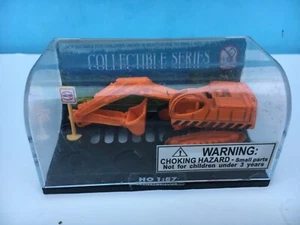 COLLECTIBLE SERIES
WARNING:
CHOKING HAZARD - Small parts
Not for children under 3 years
HO 1:87